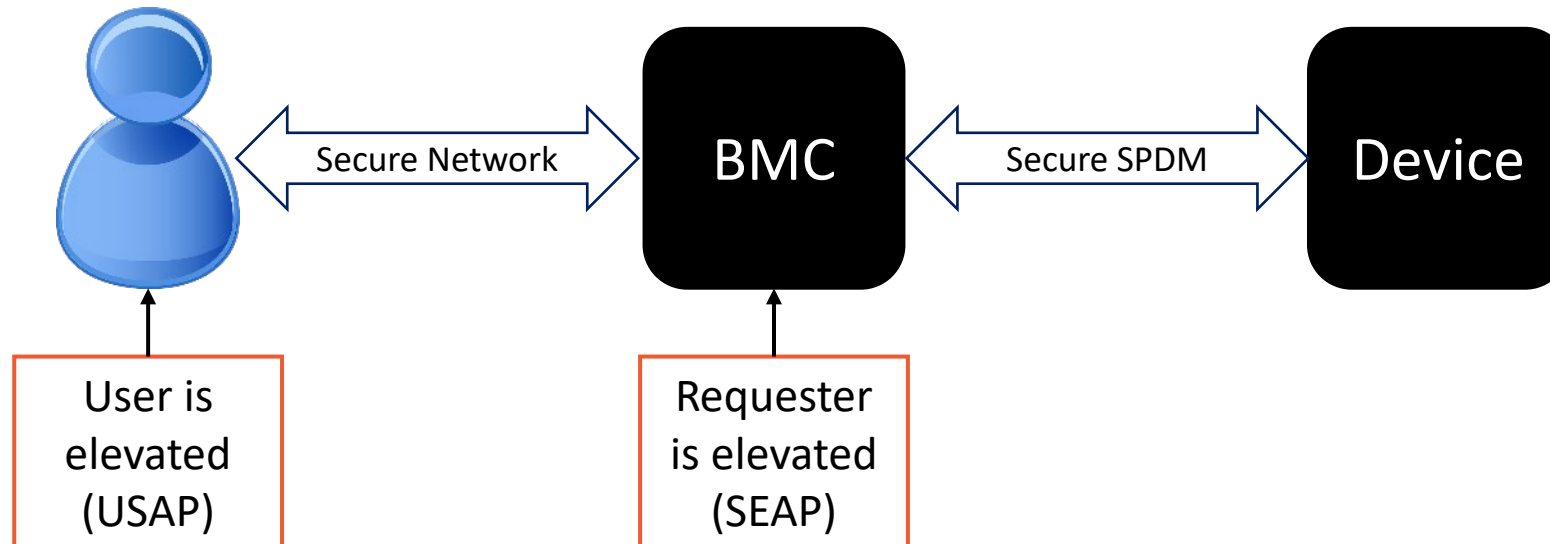 Secure Network
BMC
Secure SPDM
Device
User is
elevated
(USAP)
Requester
is elevated
(SEAP)